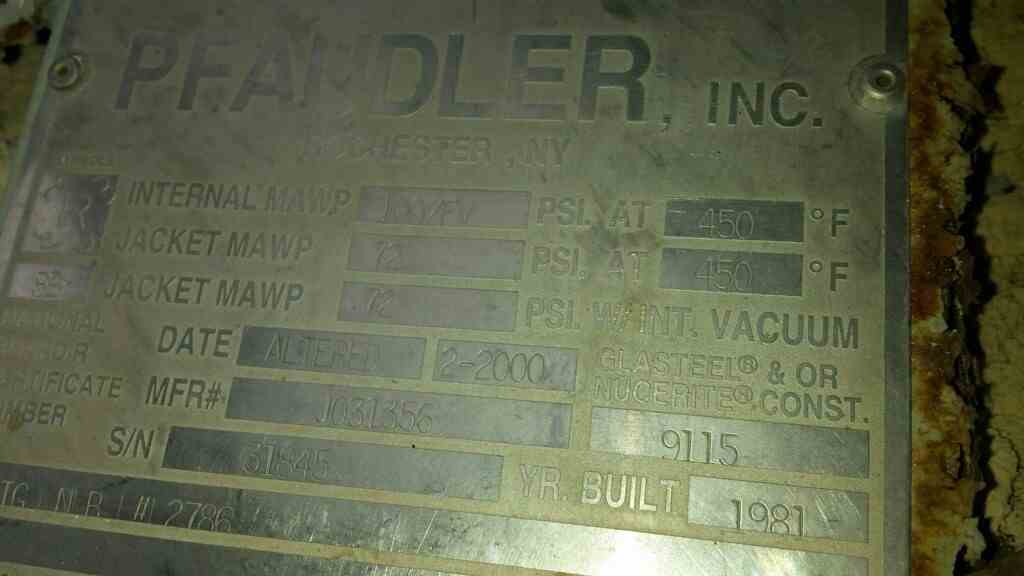 PFAUDLER, INC.
ROCHESTER, NY
INTERNAL MAWP PSI. AT 450 °F
JACKET MAWP 72 PSI. AT 450 °F
JACKET MAWP 72 PSI. W/INT. VACUUM
DATE ALTERED 2-2000 GLASTEEL® & OR
NUCERITE® CONST.
MFR# J031356 9115
S/N 31845 YR. BUILT 1981
2786